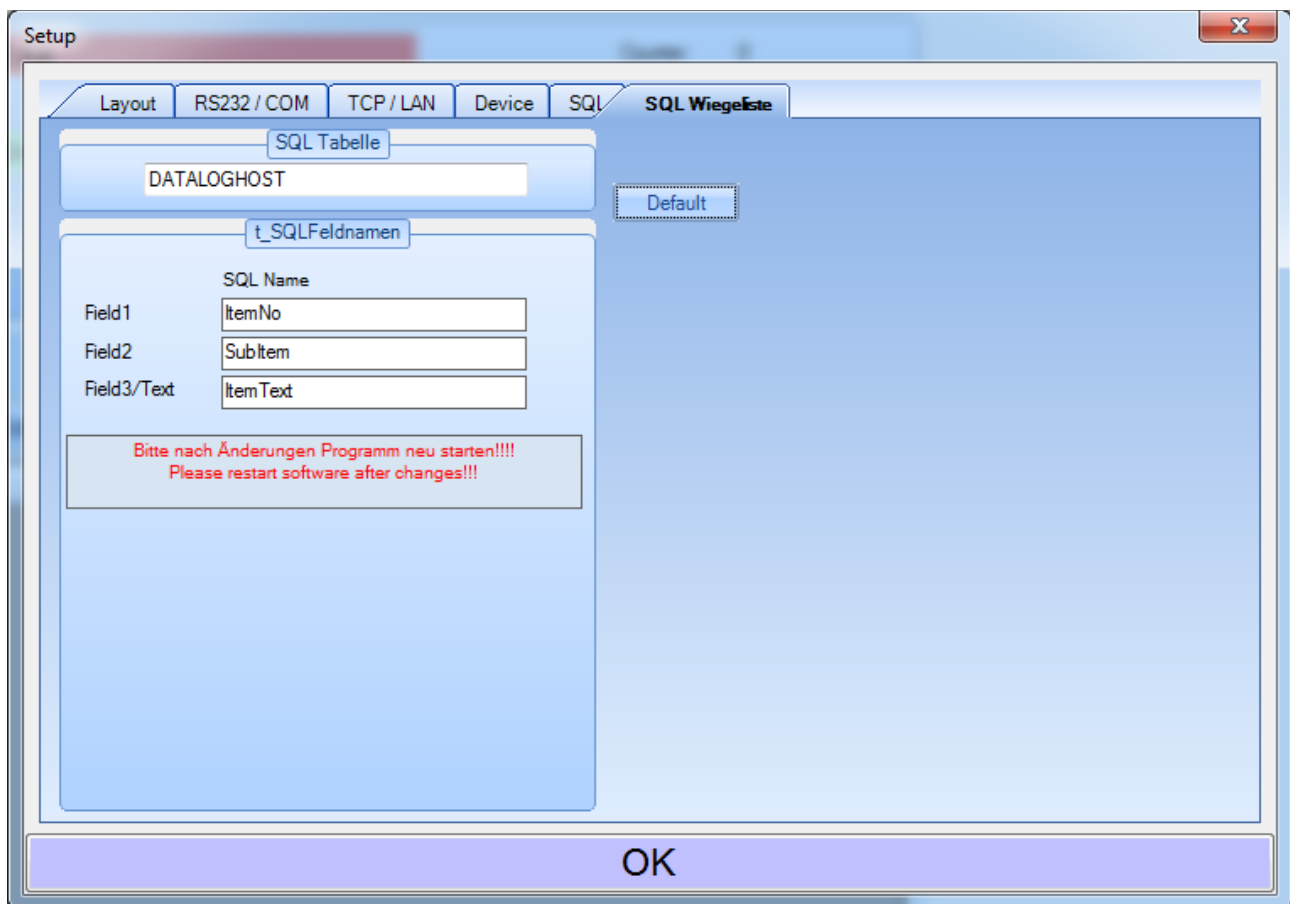 Setup
Layout
RS232 / COM
TCP / LAN
Device
SQL
SQL Wiegeliste
SQL Tabelle
DATALOGHOST
Default
t_SQLFeldnamen
SQL Name
Field1 ItemNo
Field2 SubItem
Field3/Text ItemText
Bitte nach Änderungen Programm neu starten!!!!
Please restart software after changes!!!
OK